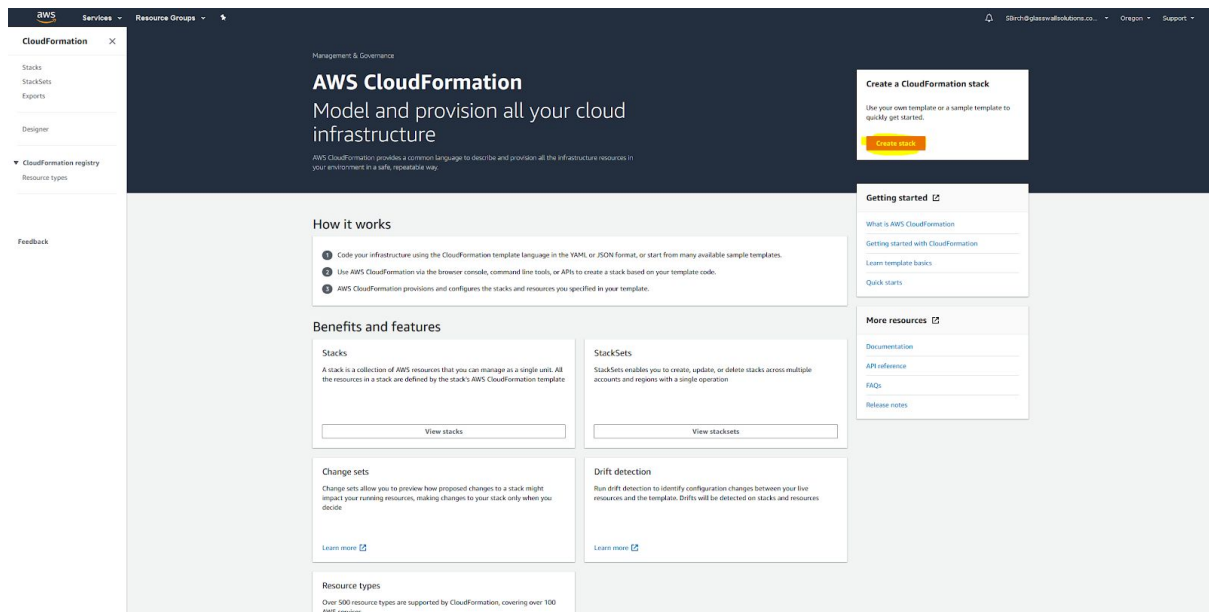 aws
Services
Resource Groups
SBirch@glasswallsolutions.co...
Oregon
Support
CloudFormation
Stacks
StackSets
Exports
Designer
CloudFormation registry
Resource types
Feedback
Management & Governance
AWS CloudFormation
Model and provision all your cloud
infrastructure
AWS CloudFormation provides a common language to describe and provision all the infrastructure resources in
your environment in a safe, repeatable way.
Create a CloudFormation stack
Use your own template or a sample template to
quickly get started.
Create stack
Getting started
What is AWS CloudFormation
Getting started with CloudFormation
Learn template basics
Quick starts
More resources
Documentation
API reference
FAQs
Release notes
How it works
1 Code your infrastructure using the CloudFormation template language in the YAML or JSON format, or start from many available sample templates.
2 Use AWS CloudFormation via the browser console, command line tools, or APIs to create a stack based on your template code.
3 AWS CloudFormation provisions and configures the stacks and resources you specified in your template.
Benefits and features
Stacks
A stack is a collection of AWS resources that you can manage as a single unit. All
the resources in a stack are defined by the stack's AWS CloudFormation template
View stacks
StackSets
StackSets enables you to create, update, or delete stacks across multiple
accounts and regions with a single operation
View stacksets
Change sets
Change sets allow you to preview how proposed changes to a stack might
impact your running resources, making changes to your stack only when you
decide
Learn more
Drift detection
Run drift detection to identify configuration changes between your live
resources and the template. Drifts will be detected on stacks and resources
Learn more
Resource types
Over 500 resource types are supported by CloudFormation, covering over 100
AWS services